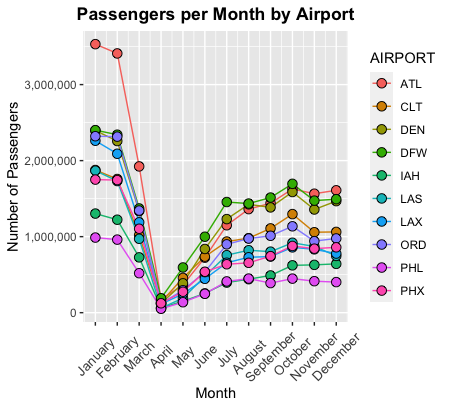 Passengers per Month by Airport
Number of Passengers
3,000,000
2,000,000
1,000,000
0
January
February
March
April
May
June
July
August
September
October
November
December
Month
AIRPORT
ATL
CLT
DEN
DFW
IAH
LAS
LAX
ORD
PHL
PHX